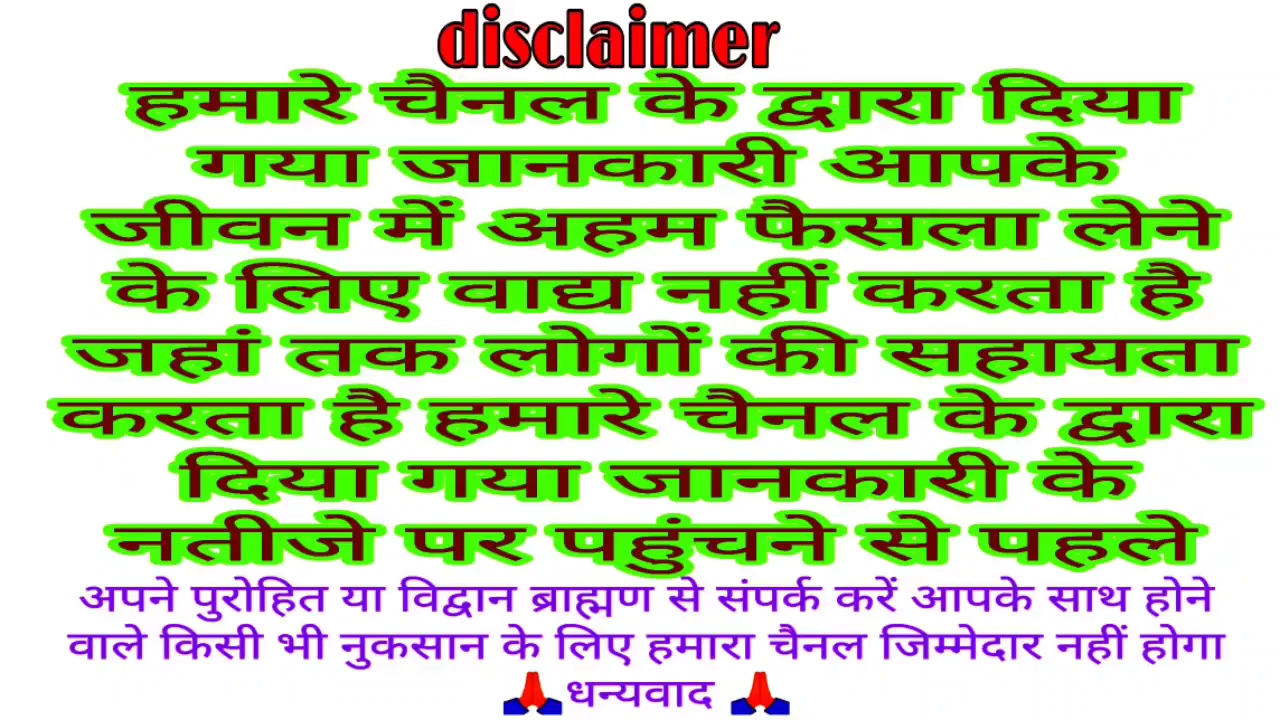 disclaimer
हमारे चैनल के द्वारा दिया
गया जानकारी आपके
जीवन में अहम फैसला लेने
के लिए वाद्य नहीं करता है
जहां तक लोगों की सहायता
करता है हमारे चैनल के द्वारा
दिया गया जानकारी के
नतीजे पर पहुंचने से पहले
अपने पुरोहित या विद्वान ब्राह्मण से संपर्क करें आपके साथ होने
वाले किसी भी नुकसान के लिए हमारा चैनल जिम्मेदार नहीं होगा
🙏धन्यवाद 🙏